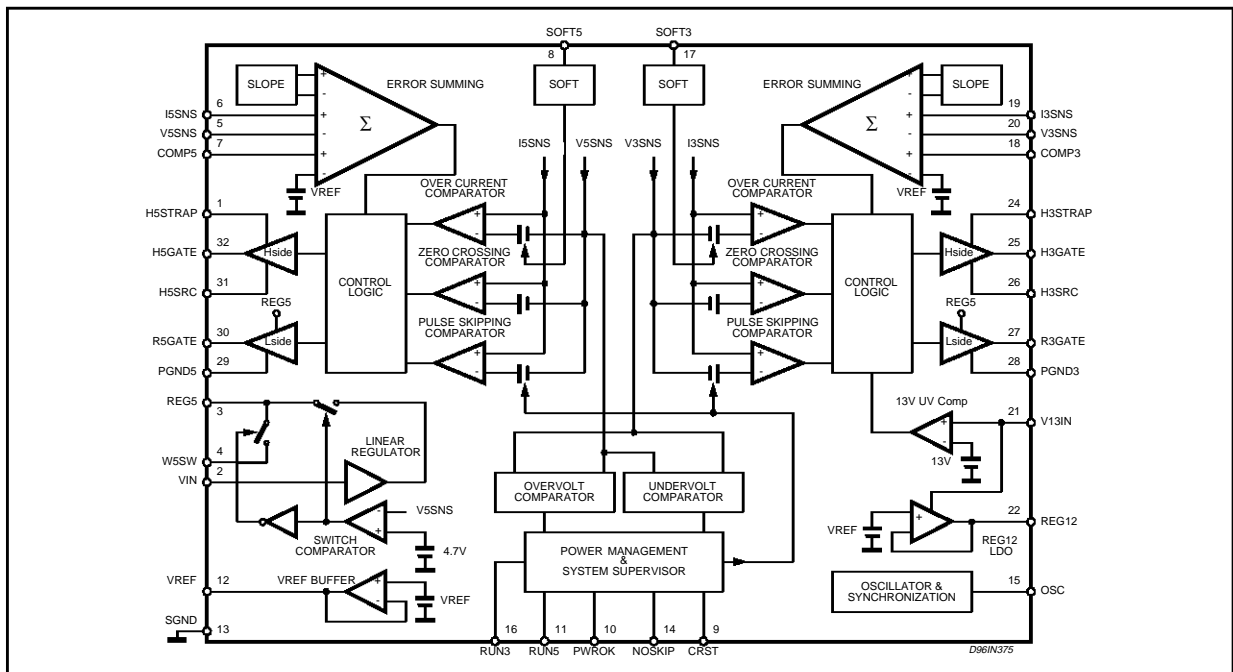 SOFT5
SOFT3
8
17
SLOPE
ERROR SUMMING
SOFT
SOFT
ERROR SUMMING
SLOPE
+
-
+
-
+
-
Σ
+
-
+
-
+
-
Σ
6
I5SNS
5
V5SNS
7
COMP5
19
I3SNS
20
V3SNS
18
COMP3
VREF
VREF
I5SNS
V5SNS
V3SNS
I3SNS
OVER CURRENT
COMPARATOR
OVER CURRENT
COMPARATOR
1
H5STRAP
32
H5GATE
Hside
31
H5SRC
24
H3STRAP
25
H3GATE
Hside
26
H3SRC
+
-
+
-
ZERO CROSSING
COMPARATOR
ZERO CROSSING
COMPARATOR
CONTROL
LOGIC
CONTROL
LOGIC
+
-
+
-
PULSE SKIPPING
COMPARATOR
PULSE SKIPPING
COMPARATOR
REG5
REG5
30
R5GATE
Lside
29
PGND5
27
R3GATE
Lside
28
PGND3
+
-
+
-
REG5
3
4
W5SW
2
VIN
LINEAR
REGULATOR
13V UV Comp
21
V13IN
+
-
13V
OVERVOLT
COMPARATOR
UNDERVOLT
COMPARATOR
-
V5SNS
+
SWITCH
COMPARATOR
4.7V
VREF
+
22
REG12
REG12
LDO
POWER MANAGEMENT
&
SYSTEM SUPERVISOR
VREF
12
VREF BUFFER
+
-
VREF
OSCILLATOR &
SYNCHRONIZATION
15
OSC
SGND
13
16
11
10
14
9
RUN3
RUN5
PWROK
NOSKIP
CRST
D96IN375